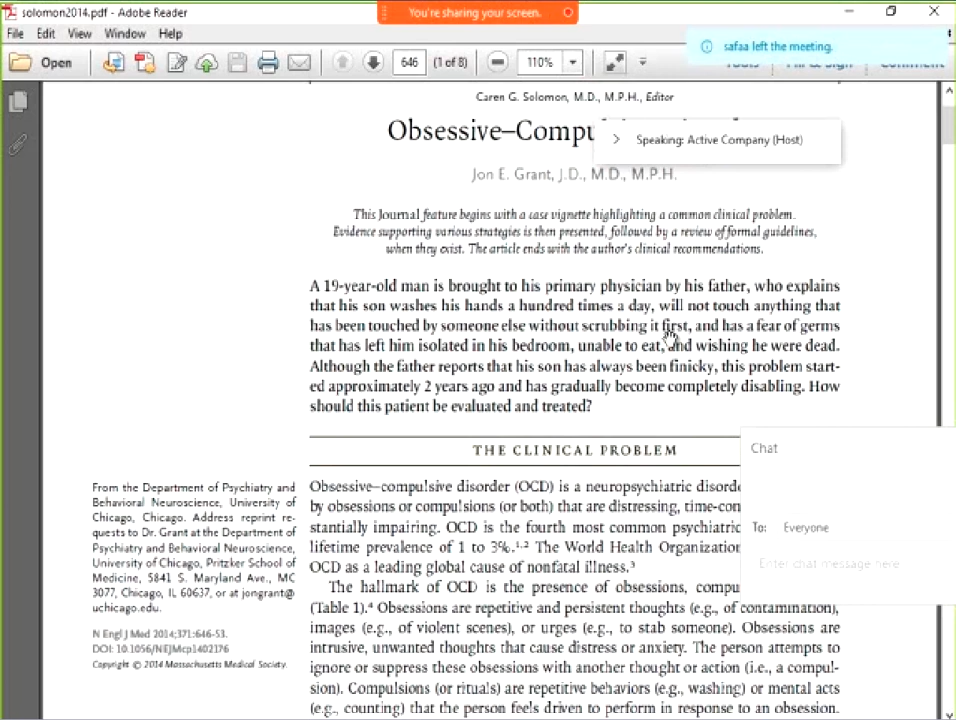 solomon2014.pdf - Adobe Reader
You're sharing your screen.
File Edit View Window Help
safaa left the meeting.
Open
646 (1 of 8)
110%
Tools Fill & Sign Comment
Caren G. Solomon, M.D., M.P.H., Editor
Obsessive–Compu
Speaking: Active Company (Host)
Jon E. Grant, J.D., M.D., M.P.H.
This Journal feature begins with a case vignette highlighting a common clinical problem.
Evidence supporting various strategies is then presented, followed by a review of formal guidelines,
when they exist. The article ends with the author's clinical recommendations.
A 19-year-old man is brought to his primary physician by his father, who explains
that his son washes his hands a hundred times a day, will not touch anything that
has been touched by someone else without scrubbing it first, and has a fear of germs
that has left him isolated in his bedroom, unable to eat, and wishing he were dead.
Although the father reports that his son has always been finicky, this problem start-
ed approximately 2 years ago and has gradually become completely disabling. How
should this patient be evaluated and treated?
THE CLINICAL PROBLEM
From the Department of Psychiatry and
Behavioral Neuroscience, University of
Chicago, Chicago. Address reprint re-
quests to Dr. Grant at the Department of
Psychiatry and Behavioral Neuroscience,
University of Chicago, Pritzker School of
Medicine, 5841 S. Maryland Ave., MC
3077, Chicago, IL 60637, or at jongrant@
uchicago.edu.
N Engl J Med 2014;371:646-53.
DOI: 10.1056/NEJMcp1402176
Copyright © 2014 Massachusetts Medical Society.
Obsessive–compulsive disorder (OCD) is a neuropsychiatric disorde
by obsessions or compulsions (or both) that are distressing, time-con
stantially impairing. OCD is the fourth most common psychiatric
lifetime prevalence of 1 to 3%.1,2 The World Health Organization
OCD as a leading global cause of nonfatal illness.3
The hallmark of OCD is the presence of obsessions, compu
(Table 1).4 Obsessions are repetitive and persistent thoughts (e.g., of contamination),
images (e.g., of violent scenes), or urges (e.g., to stab someone). Obsessions are
intrusive, unwanted thoughts that cause distress or anxiety. The person attempts to
ignore or suppress these obsessions with another thought or action (i.e., a compul-
sion). Compulsions (or rituals) are repetitive behaviors (e.g., washing) or mental acts
(e.g., counting) that the person feels driven to perform in response to an obsession.
Chat
To: Everyone
Enter chat message here